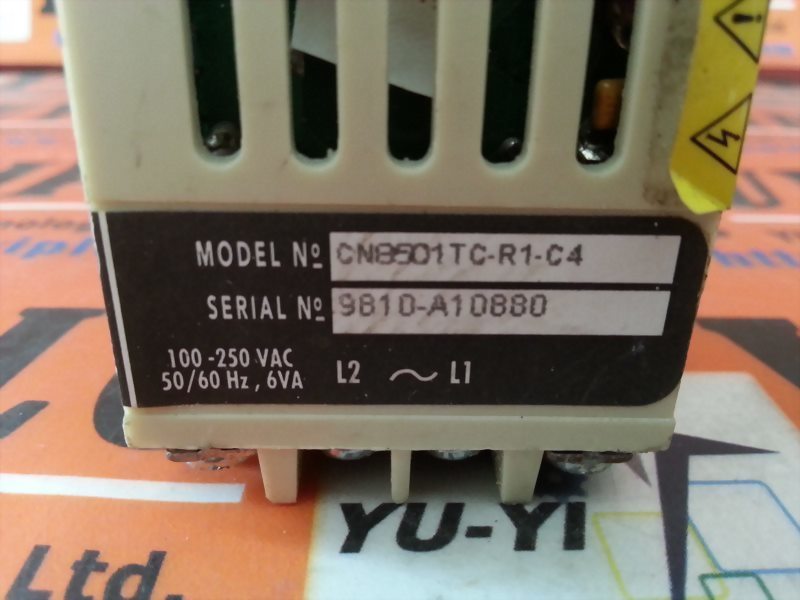 MODEL Nº CN8501TC-R1-C4
SERIAL Nº 9810-A10880
100 -250 VAC
50/60 Hz , 6VA
L2 ～ L1
YU-YI
Ltd.